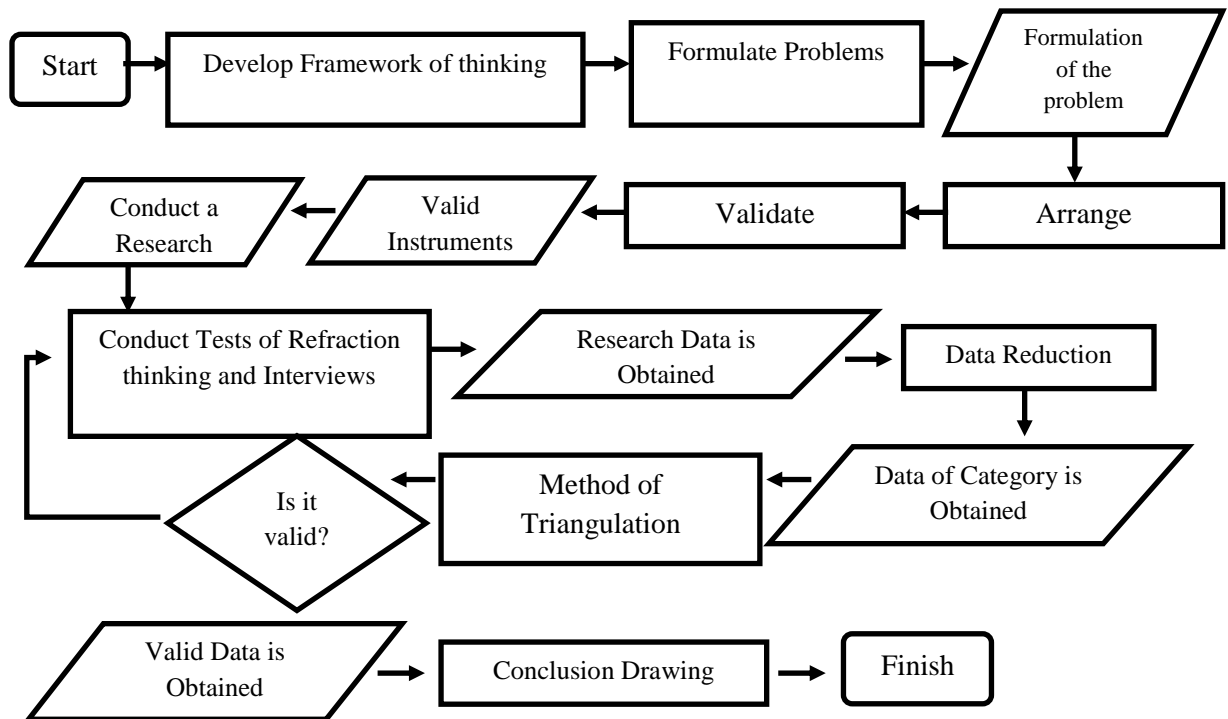 Start
Develop Framework of thinking
Formulate Problems
Formulation
of the
problem
Arrange
Validate
Valid
Instruments
Conduct a
Research
Conduct Tests of Refraction
thinking and Interviews
Research Data is
Obtained
Data Reduction
Data of Category is
Obtained
Method of
Triangulation
Is it
valid?
Valid Data is
Obtained
Conclusion Drawing
Finish